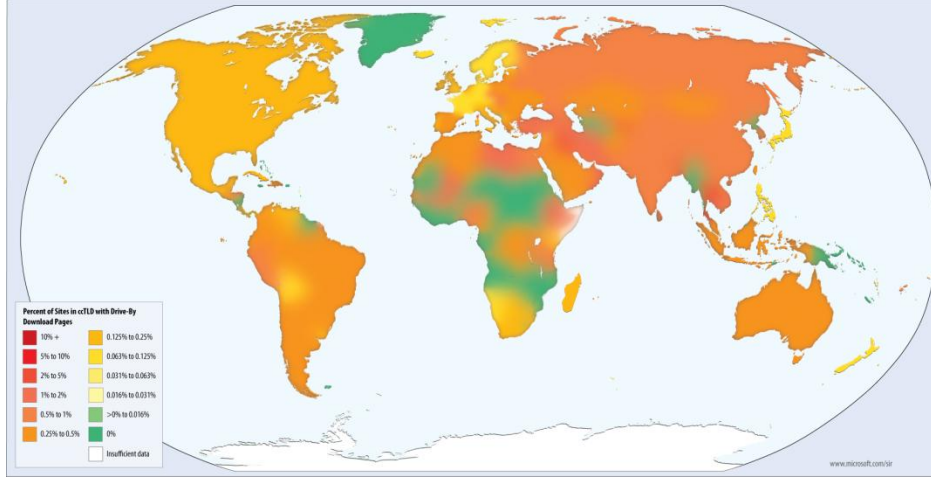 Percent of Sites in ccTLD with Drive-By
Download Pages
10% +
5% to 10%
2% to 5%
1% to 2%
0.5% to 1%
0.25% to 0.5%
0.125% to 0.25%
0.063% to 0.125%
0.031% to 0.063%
0.016% to 0.031%
>0% to 0.016%
0%
Insufficient data
www.microsoft.com/sir